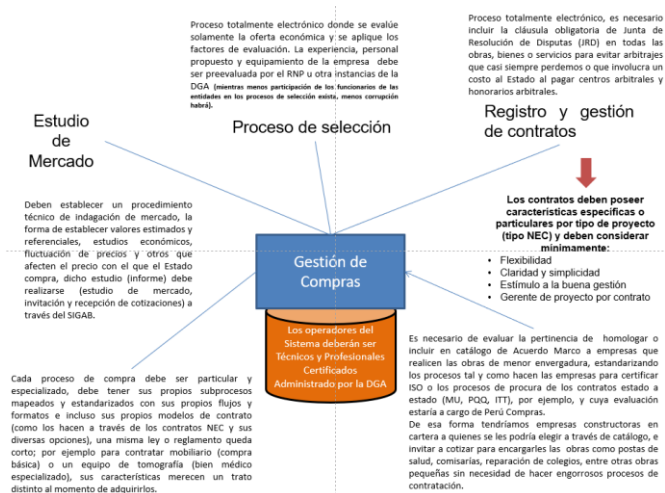 Proceso totalmente electrónico donde se evalúe
solamente la oferta económica y se aplique los
factores de evaluación. La experiencia, personal
propuesto y equipamiento de la empresa debe
ser preevaluada por el RNP u otra instancias de la
DGA (mientras menos participación de los funcionarios de las
entidades en los procesos de selección exista, menos corrupción
habrá).
Proceso totalmente electrónico, es necesario
incluir la cláusula obligatoria de Junta de
Resolución de Disputas (JRD) en todas las
obras, bienes o servicios para evitar arbitrajes
que casi siempre perdemos o que involucra un
costo al Estado al pagar centros arbitrales y
honorarios arbitrales.
Estudio
de
Mercado
Proceso de selección
Registro y gestión
de contratos
Los contratos deben poseer
características especificas o
particulares por tipo de proyecto
(tipo NEC) y deben considerar
mínimamente:
• Flexibilidad
• Claridad y simplicidad
• Estímulo a la buena gestión
• Gerente de proyecto por contrato
Deben establecer un procedimiento
técnico de indagación de mercado, la
forma de establecer valores estimados y
referenciales, estudios económicos,
fluctuación de precios y otros que
afecten el precio con el que el Estado
compra, dicho estudio (informe) debe
realizarse (estudio de mercado,
invitación y recepción de cotizaciones) a
través del SIGAB.
Gestión de
Compras
Los operadores del
Sistema deberán ser
Técnicos y Profesionales
Certificados
Administrado por la DGA
Cada proceso de compra debe ser particular y
especializado, debe tener sus propios subprocesos
mapeados y estandarizados con sus propios flujos y
formatos e incluso sus propios modelos de contrato
(como los hacen a través de los contratos NEC y sus
diversas opciones), una misma ley o reglamento queda
corto; por ejemplo para contratar mobiliario (compra
básica) o un equipo de tomografía (bien médico
especializado), sus características merecen un trato
distinto al momento de adquirirlos.
Es necesario de evaluar la pertinencia de homologar o
incluir en catálogo de Acuerdo Marco a empresas que
realicen las obras de menor envergadura, estandarizando
los procesos tal y como hacen las empresas para certificar
ISO o los procesos de procura de los contratos estado a
estado (MU, PQQ, ITT), por ejemplo, y cuya evaluación
estaría a cargo de Perú Compras.
De esa forma tendríamos empresas constructoras en
cartera a quienes se les podría elegir a través de catálogo, e
invitar a cotizar para encargarles las obras como postas de
salud, comisarías, reparación de colegios, entre otras obras
pequeñas sin necesidad de hacer engorrosos procesos de
contratación.